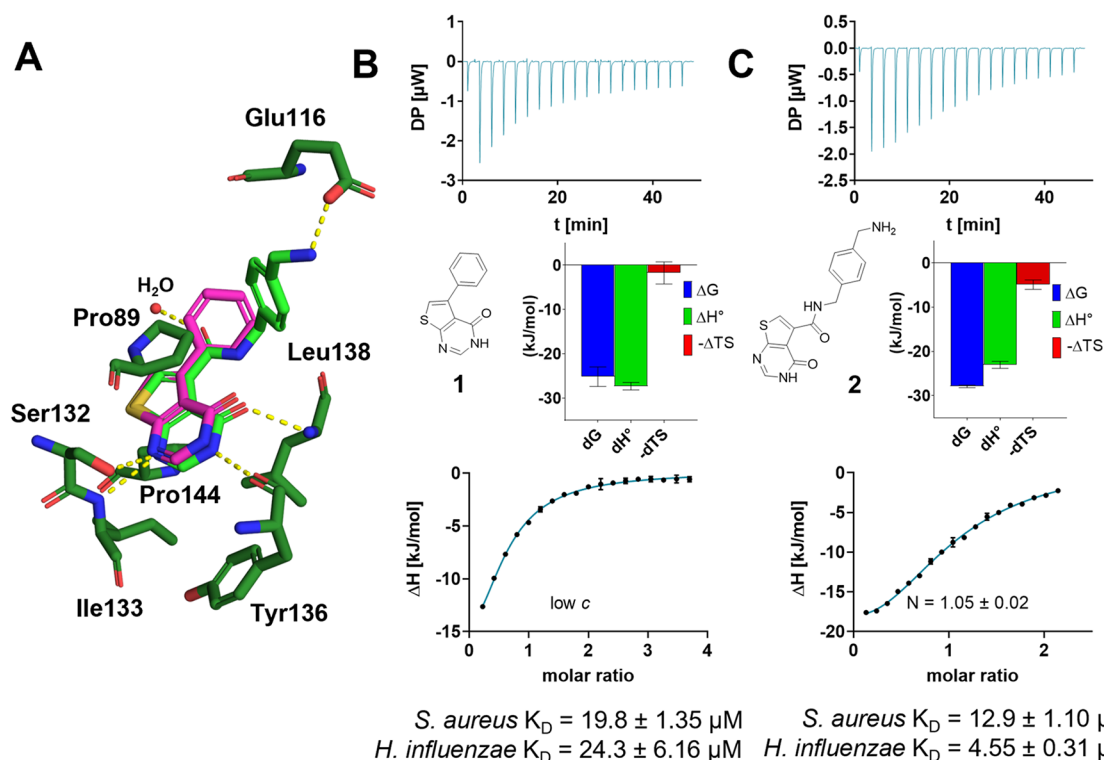 A
Glu116
H₂O
Pro89
Leu138
Ser132
Pro144
Ile133
Tyr136
B
1
0
-1
-2
-3
DP [µW]
0
20
40
t [min]
S
O
N
NH
1
0
-10
-20
-30
(kJ/mol)
ΔG
ΔH°
-ΔTS
dG
dH°
-dTS
0
-5
-10
-15
ΔH [kJ/mol]
low c
0
1
2
3
4
molar ratio
S. aureus K_D = 19.8 ± 1.35 µM
H. influenzae K_D = 24.3 ± 6.16 µM
C
0.5
0.0
-0.5
-1.0
-1.5
-2.0
-2.5
DP [µW]
0
20
40
t [min]
NH₂
HN
O
S
O
N
NH
2
0
-10
-20
-30
(kJ/mol)
ΔG
ΔH°
-ΔTS
dG
dH°
-dTS
0
-5
-10
-15
-20
ΔH [kJ/mol]
N = 1.05 ± 0.02
0
1
2
molar ratio
S. aureus K_D = 12.9 ± 1.10 µ
H. influenzae K_D = 4.55 ± 0.31 µ